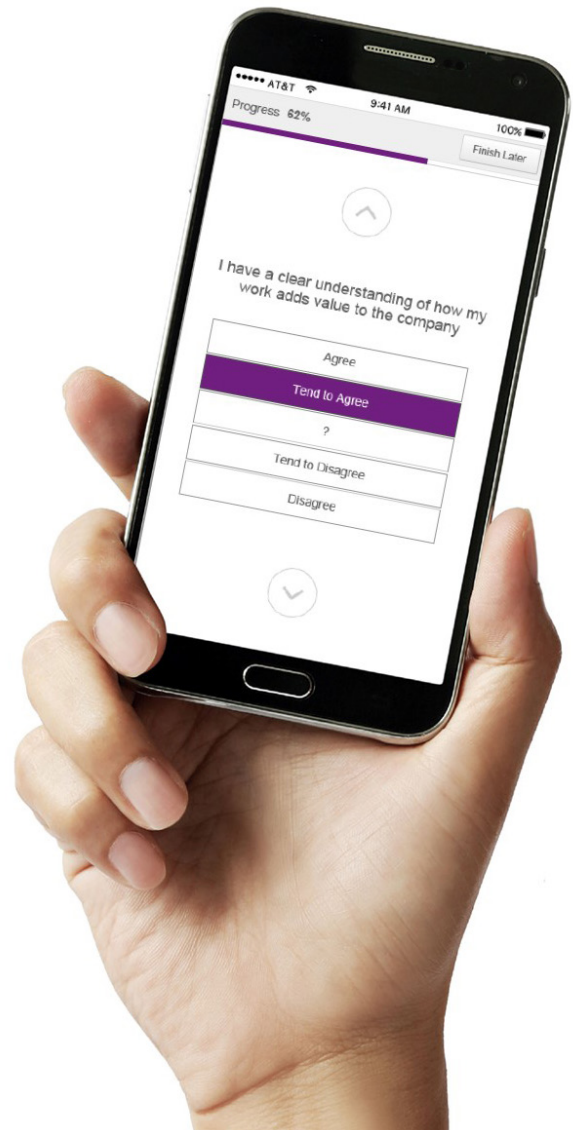 AT&T 9:41 AM 100%
Progress 62% Finish Later
I have a clear understanding of how my
work adds value to the company
Agree
Tend to Agree
?
Tend to Disagree
Disagree